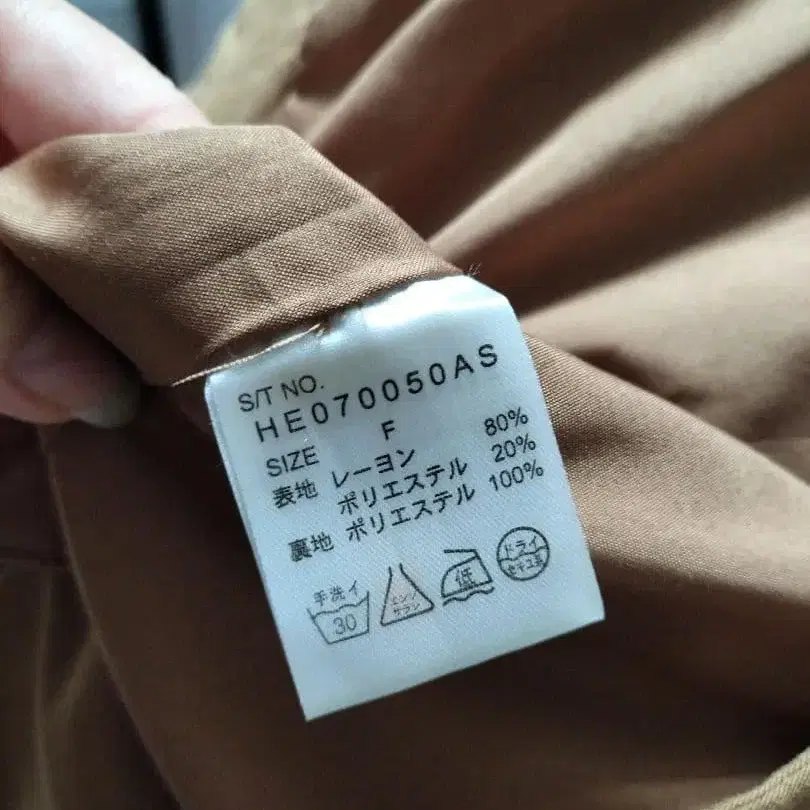 S/T NO.
HE070050AS
SIZE F
表地 レーヨン 80%
ポリエステル 20%
裏地 ポリエステル 100%
手洗イ 30
エンソ サラシ
低
ドライ セキユ系